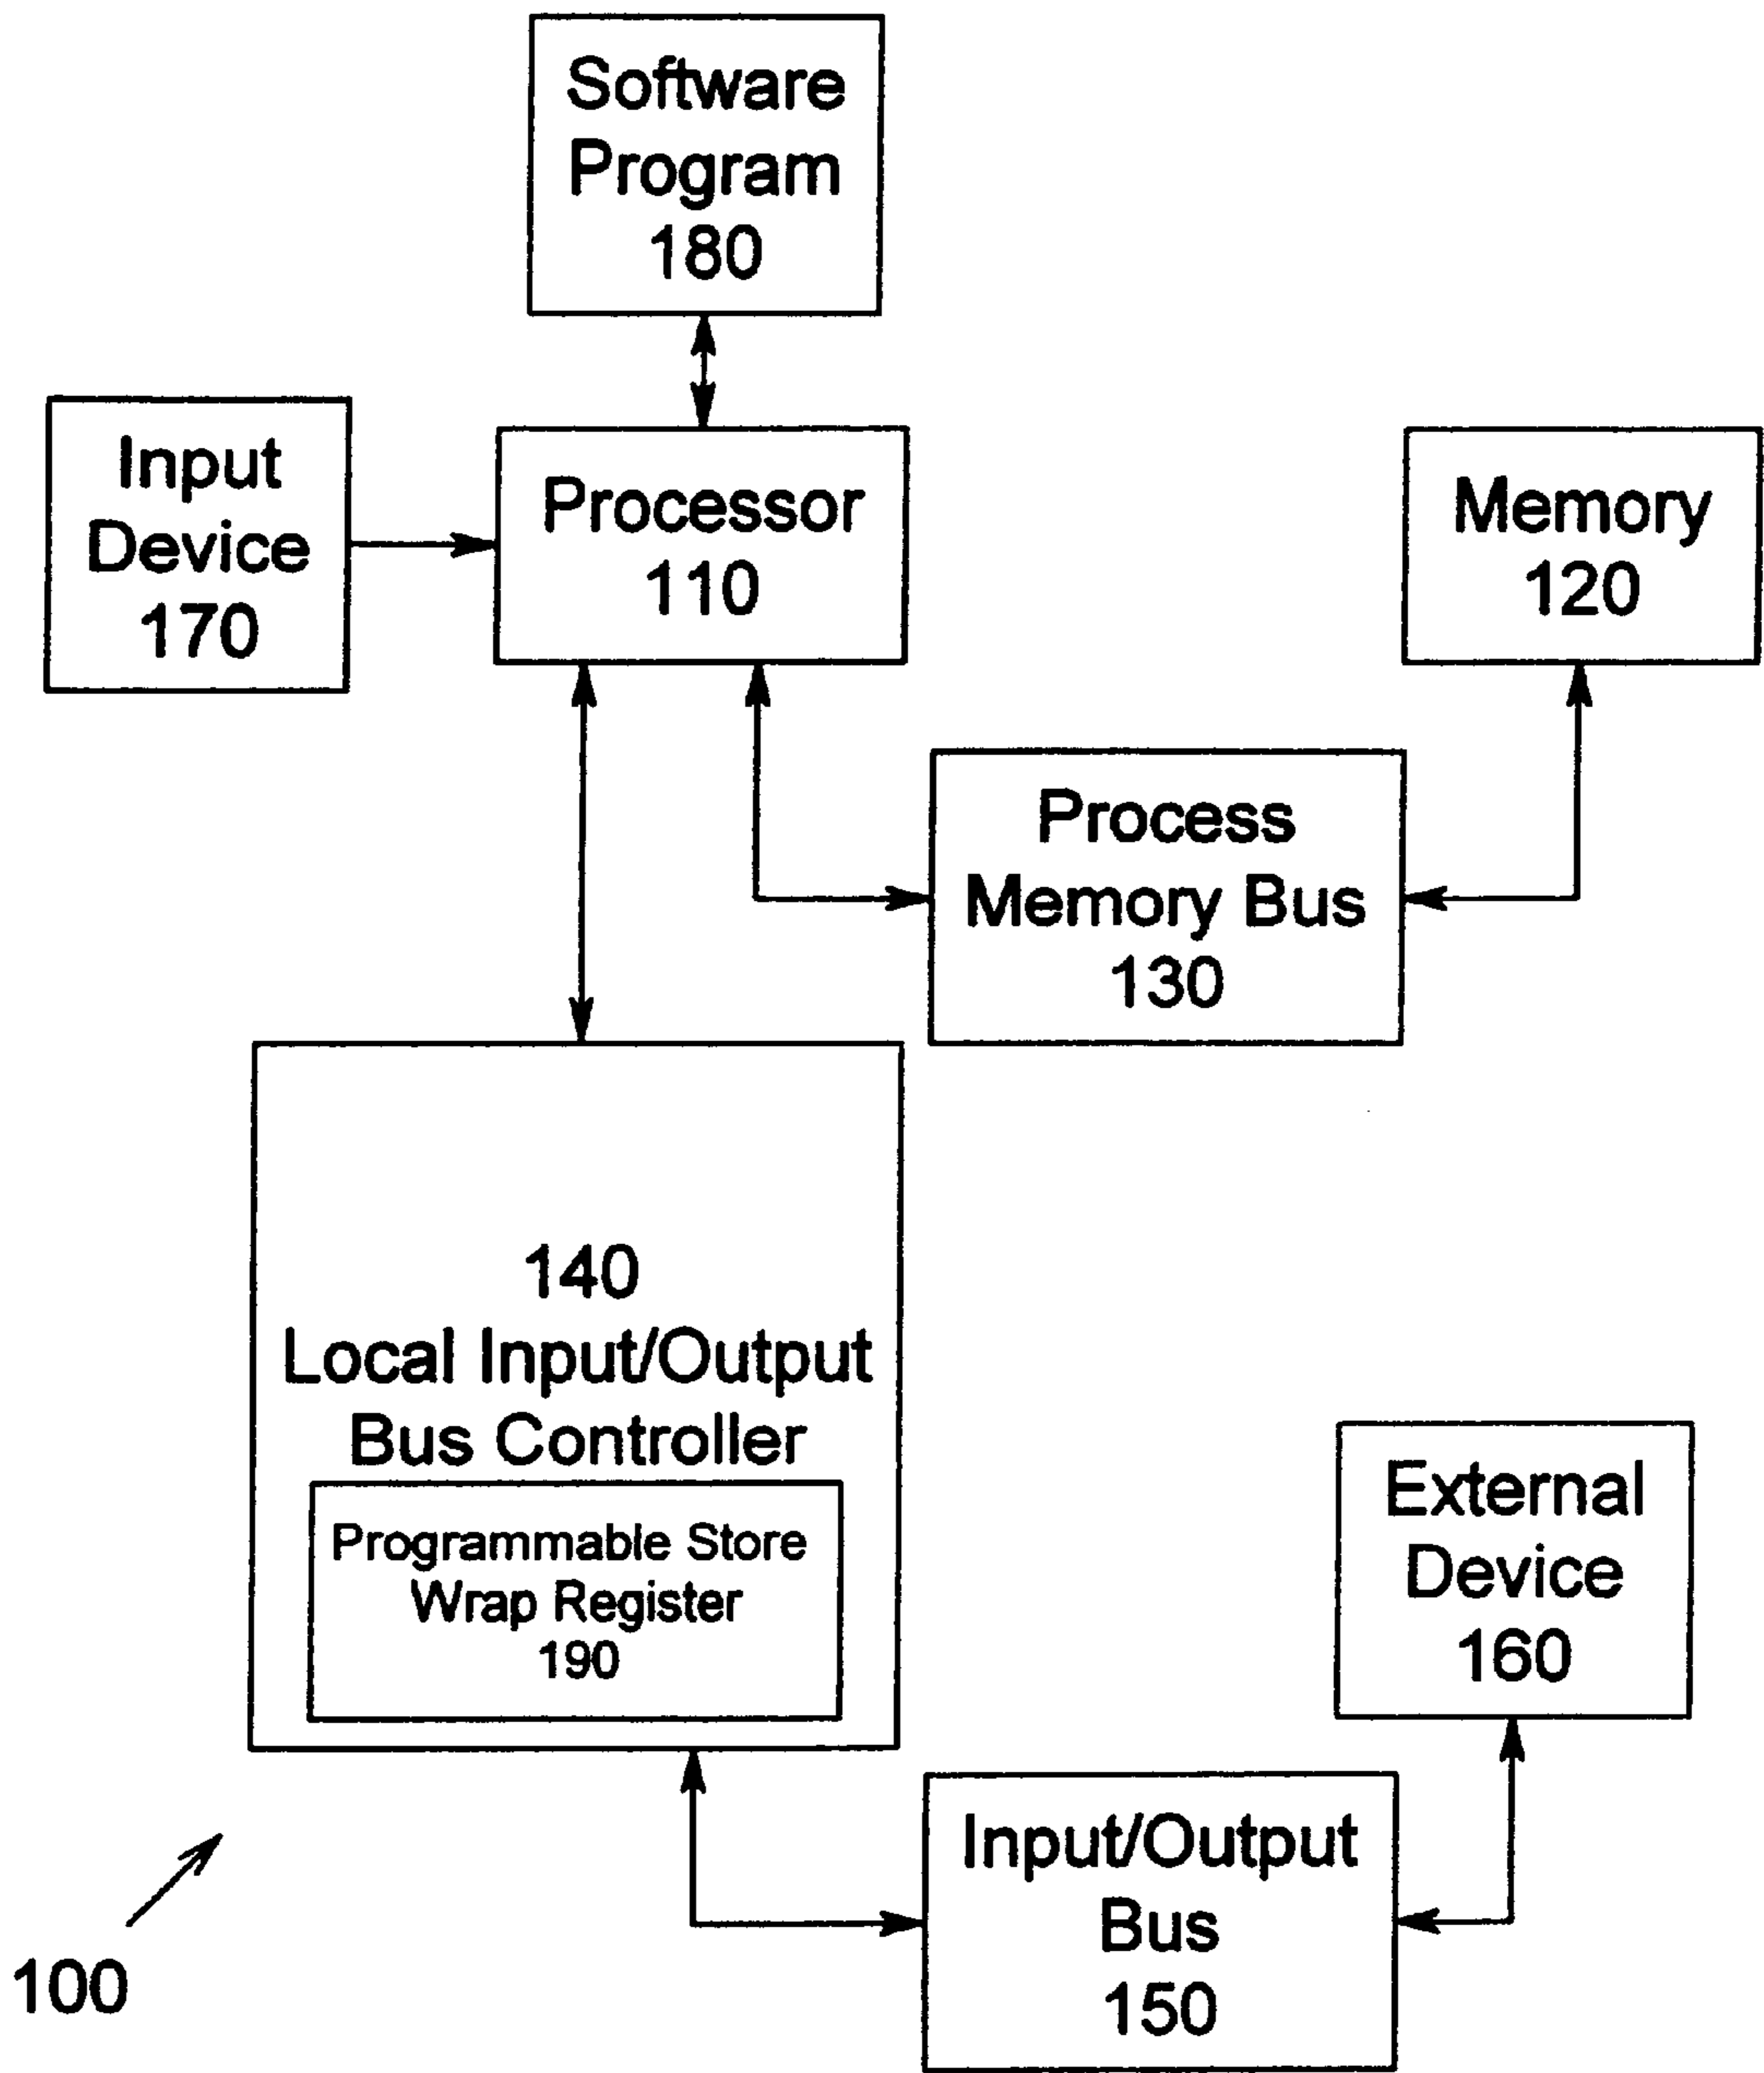 Software
Program
180
Input
Device
170
Processor
110
Memory
120
Process
Memory Bus
130
140
Local Input/Output
Bus Controller
Programmable Store
Wrap Register
190
External
Device
160
Input/Output
Bus
150
100